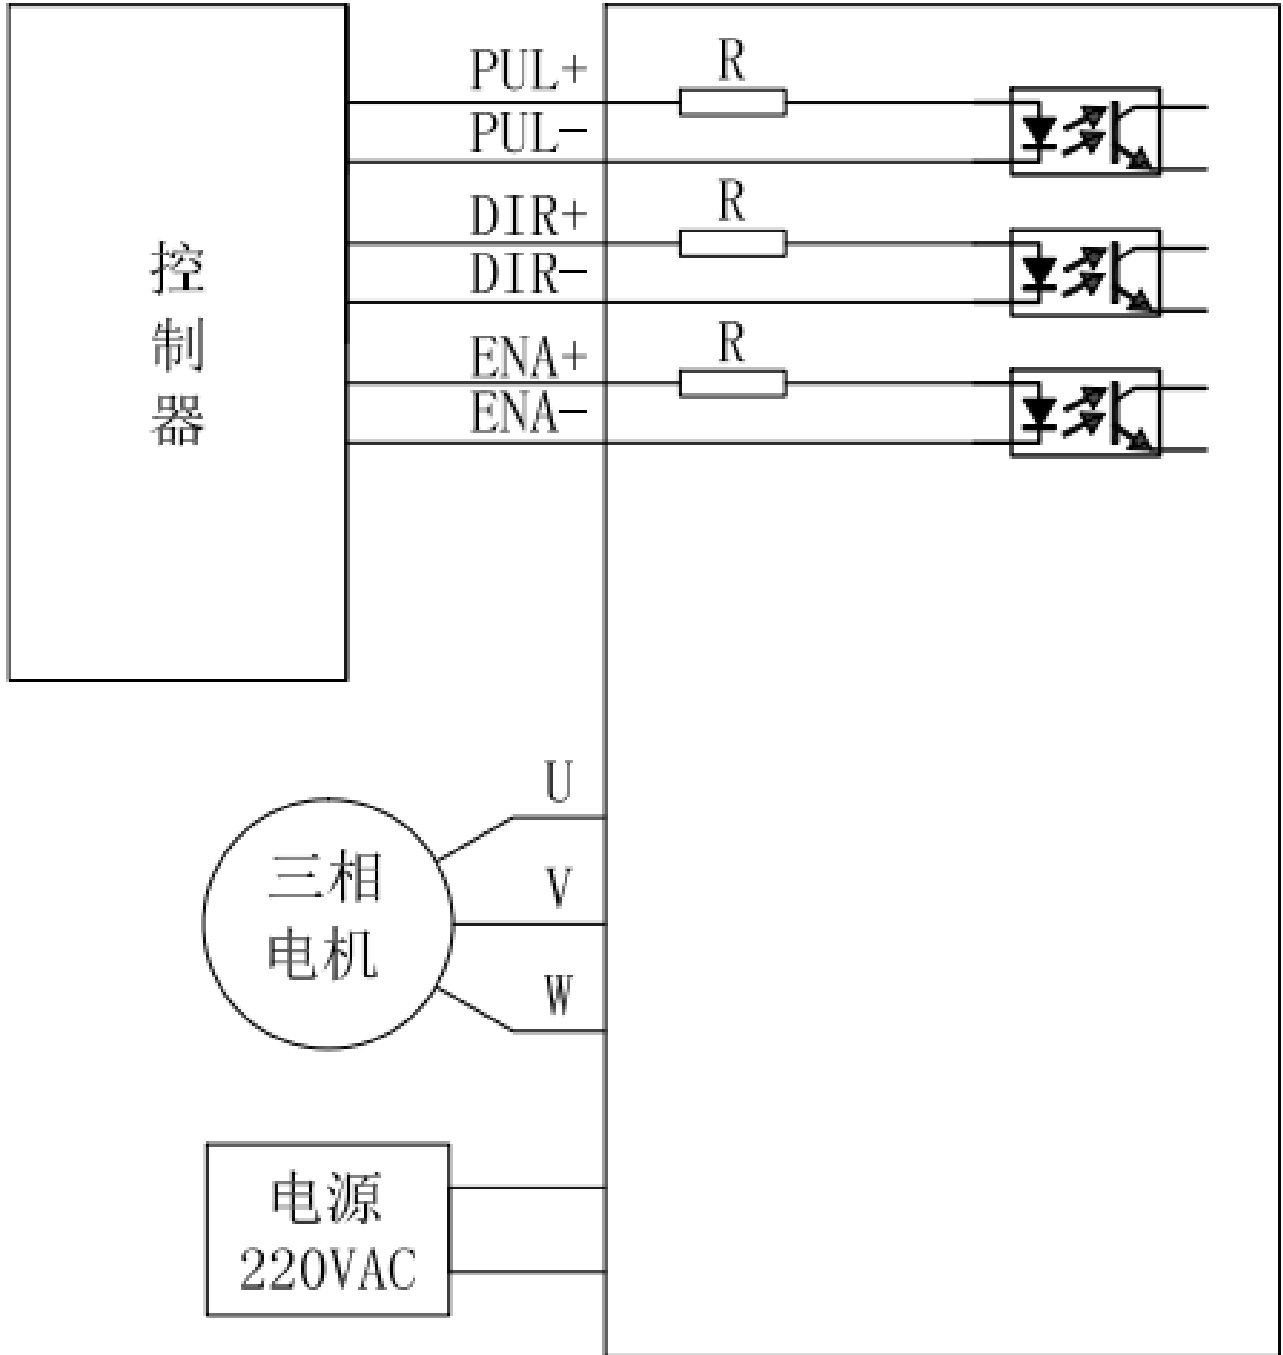 PUL+
R
PUL-
DIR+
R
DIR-
ENA+
R
ENA-
控
制
器
U
三相
V
电机
W
电源
220VAC